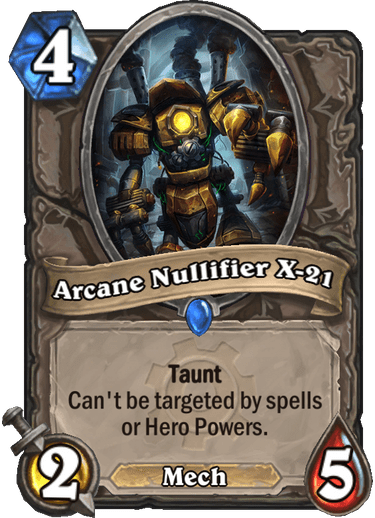 4
Arcane Nullifier X-21
Taunt
Can't be targeted by spells
or Hero Powers.
2
Mech
5